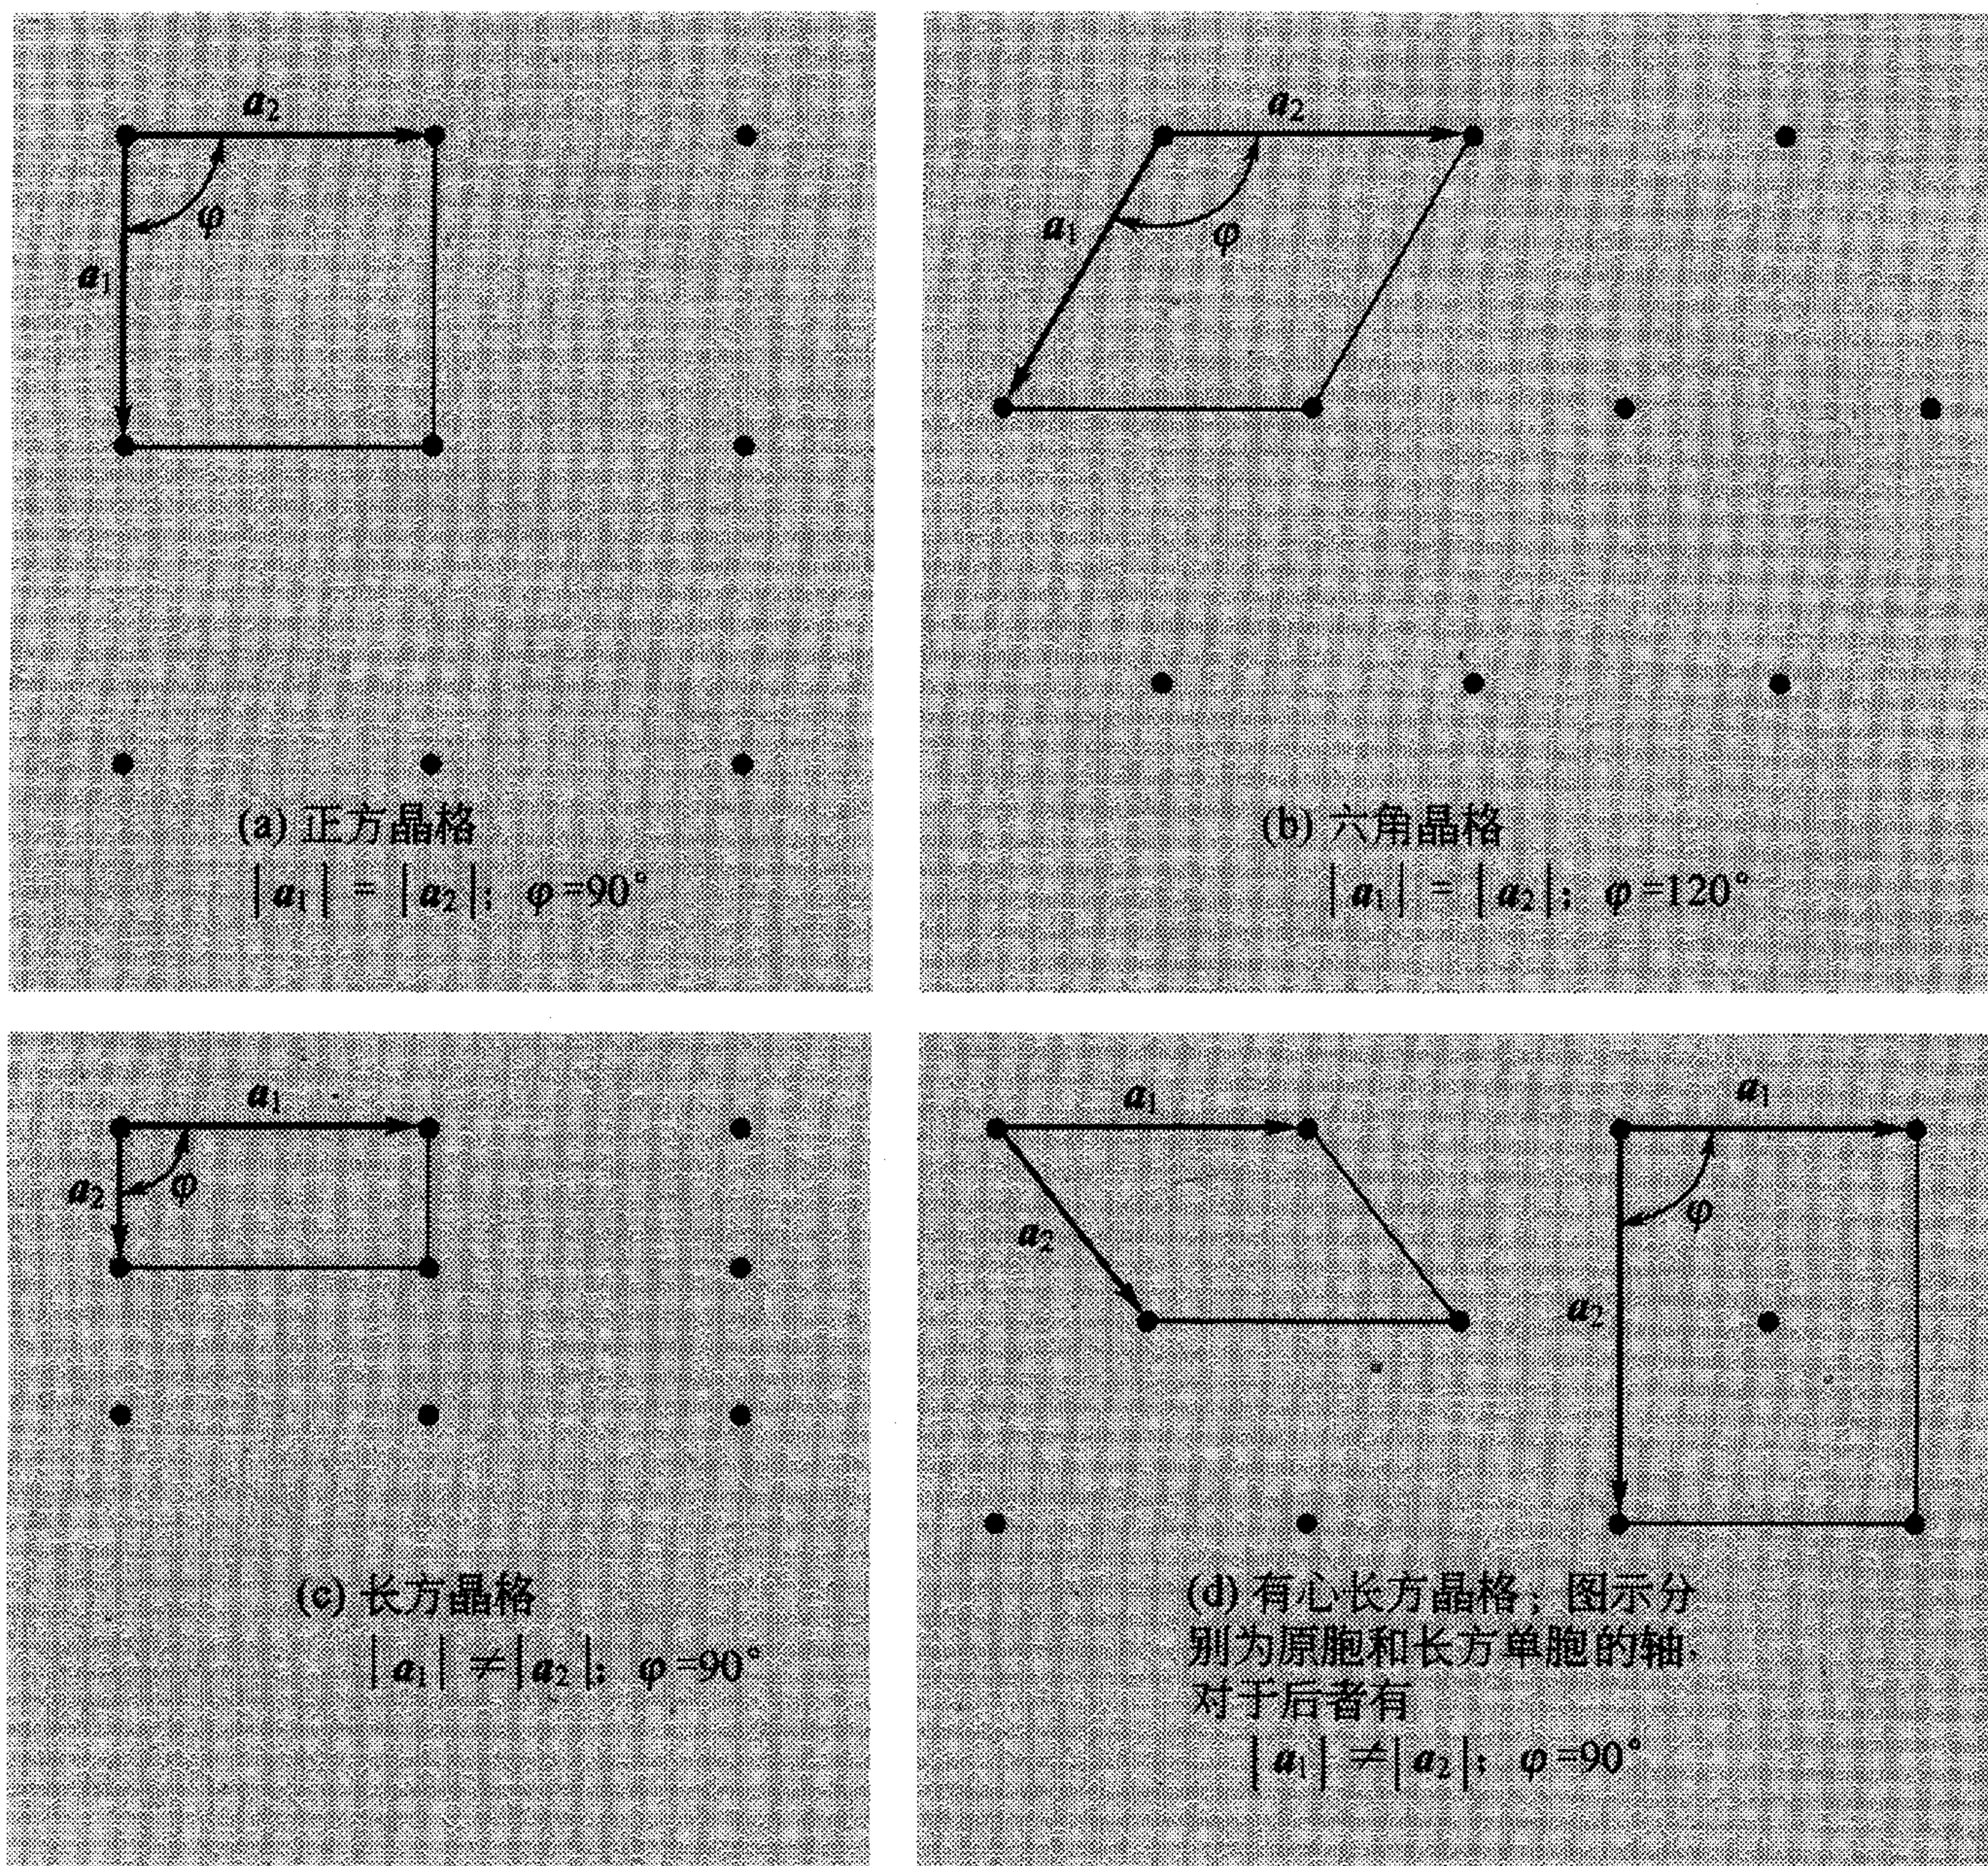 a₂
φ
a₁
(a) 正方晶格
|a₁| = |a₂|; φ=90°
a₂
a₁
φ
(b) 六角晶格
|a₁| = |a₂|; φ=120°
a₁
a₂
φ
(c) 长方晶格
|a₁| ≠ |a₂|; φ=90°
a₁
a₂
a₁
φ
a₂
(d) 有心长方晶格；图示分
别为原胞和长方单胞的轴，
对于后者有
|a₁| ≠ |a₂|; φ=90°